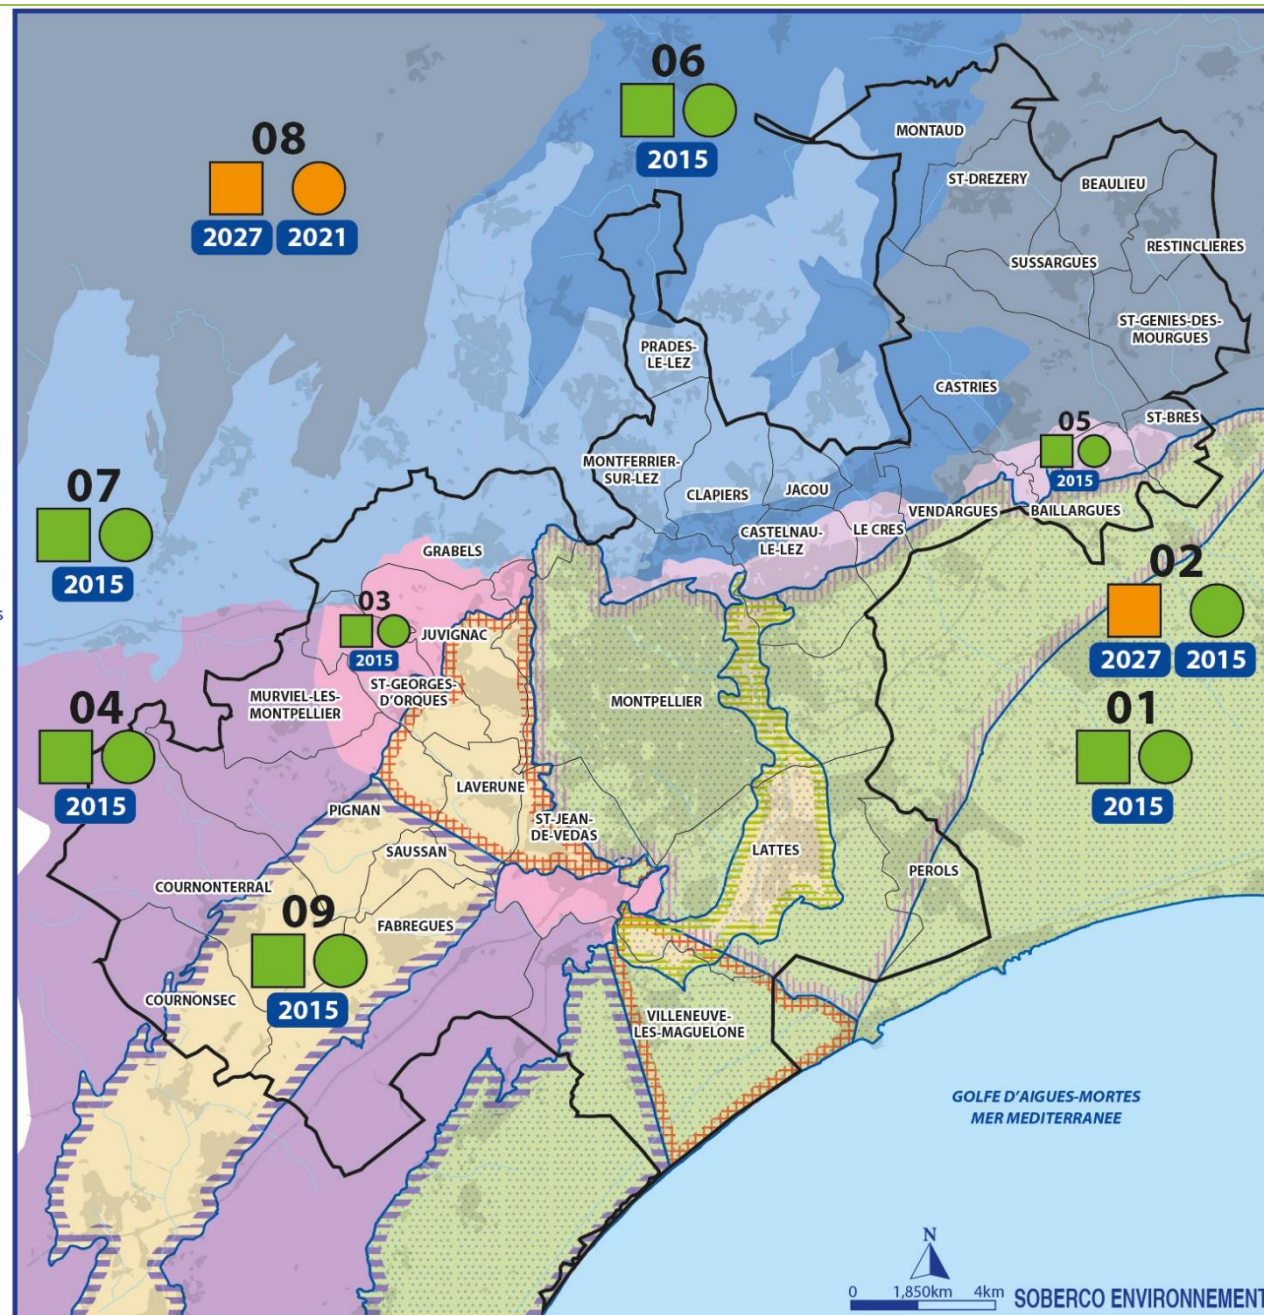 06
2015
08
2027 2021
MONTAUD
ST-DREZERY
BEAULIEU
SUSSARGUES
RESTINCLIERES
ST-GENIES-DES-
MOURGUES
PRADES-
LE-LEZ
CASTRIES
ST-BRES
05
2015
MONTFERRIER-
SUR-LEZ
CLAPIERS
JACOU
VENDARGUES
BAILLARGUES
CASTELNAU-
LE-LEZ
LE CRES
07
2015
GRABELS
03
2015
JUVIGNAC
02
2027 2015
ST-GEORGES-
D'ORQUES
MURVIEL-LES-
MONTPELLIER
MONTPELLIER
04
2015
01
2015
LAVERUNE
PIGNAN
ST-JEAN-
DE-VEDAS
SAUSSAN
LATTES
PEROLS
COURNONTERRAL
09
2015
FABREGUES
COURNONSEC
VILLENEUVE-
LES-MAGUELONE
GOLFE D'AIGUES-MORTES
MER MEDITERRANEE
N
0 1,850km 4km
SOBERCO ENVIRONNEMENT